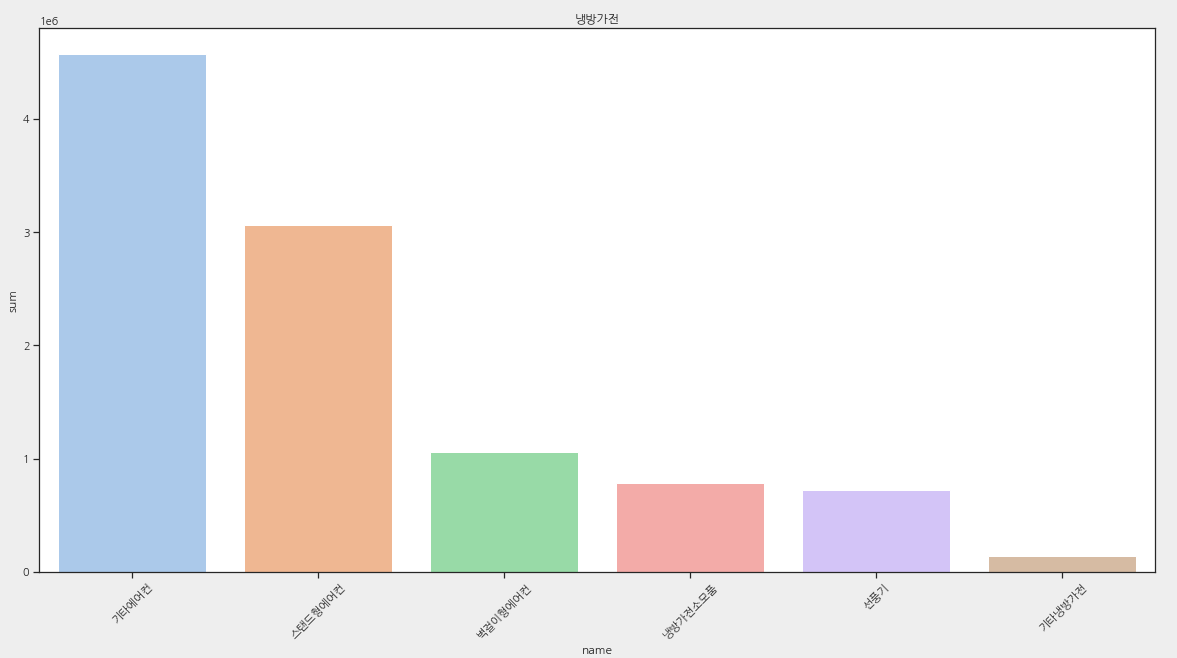 냉방가전
1e6
4
3
2
1
0
sum
기타에어컨
스탠드형에어컨
벽걸이형에어컨
냉방가전소모품
선풍기
기타냉방가전
name